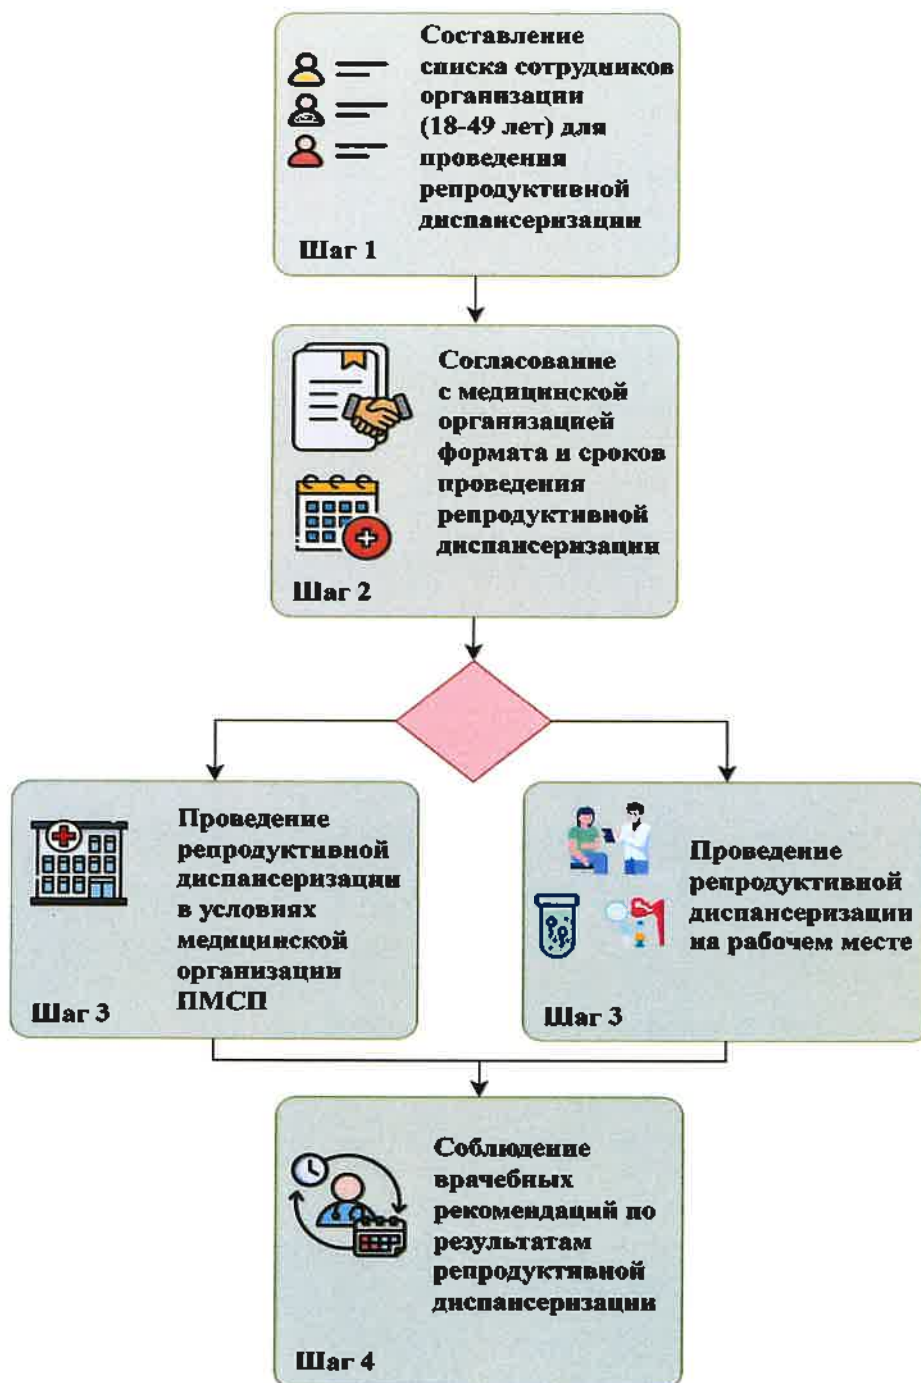 Составление
списка сотрудников
организации
(18-49 лет) для
проведения
репродуктивной
диспансеризации
Шаг 1
Согласование
с медицинской
организацией
формата и сроков
проведения
репродуктивной
диспансеризации
Шаг 2
Проведение
репродуктивной
диспансеризации
в условиях
медицинской
организации
ПМСП
Шаг 3
Проведение
репродуктивной
диспансеризации
на рабочем месте
Шаг 3
Соблюдение
врачебных
рекомендаций по
результатам
репродуктивной
диспансеризации
Шаг 4